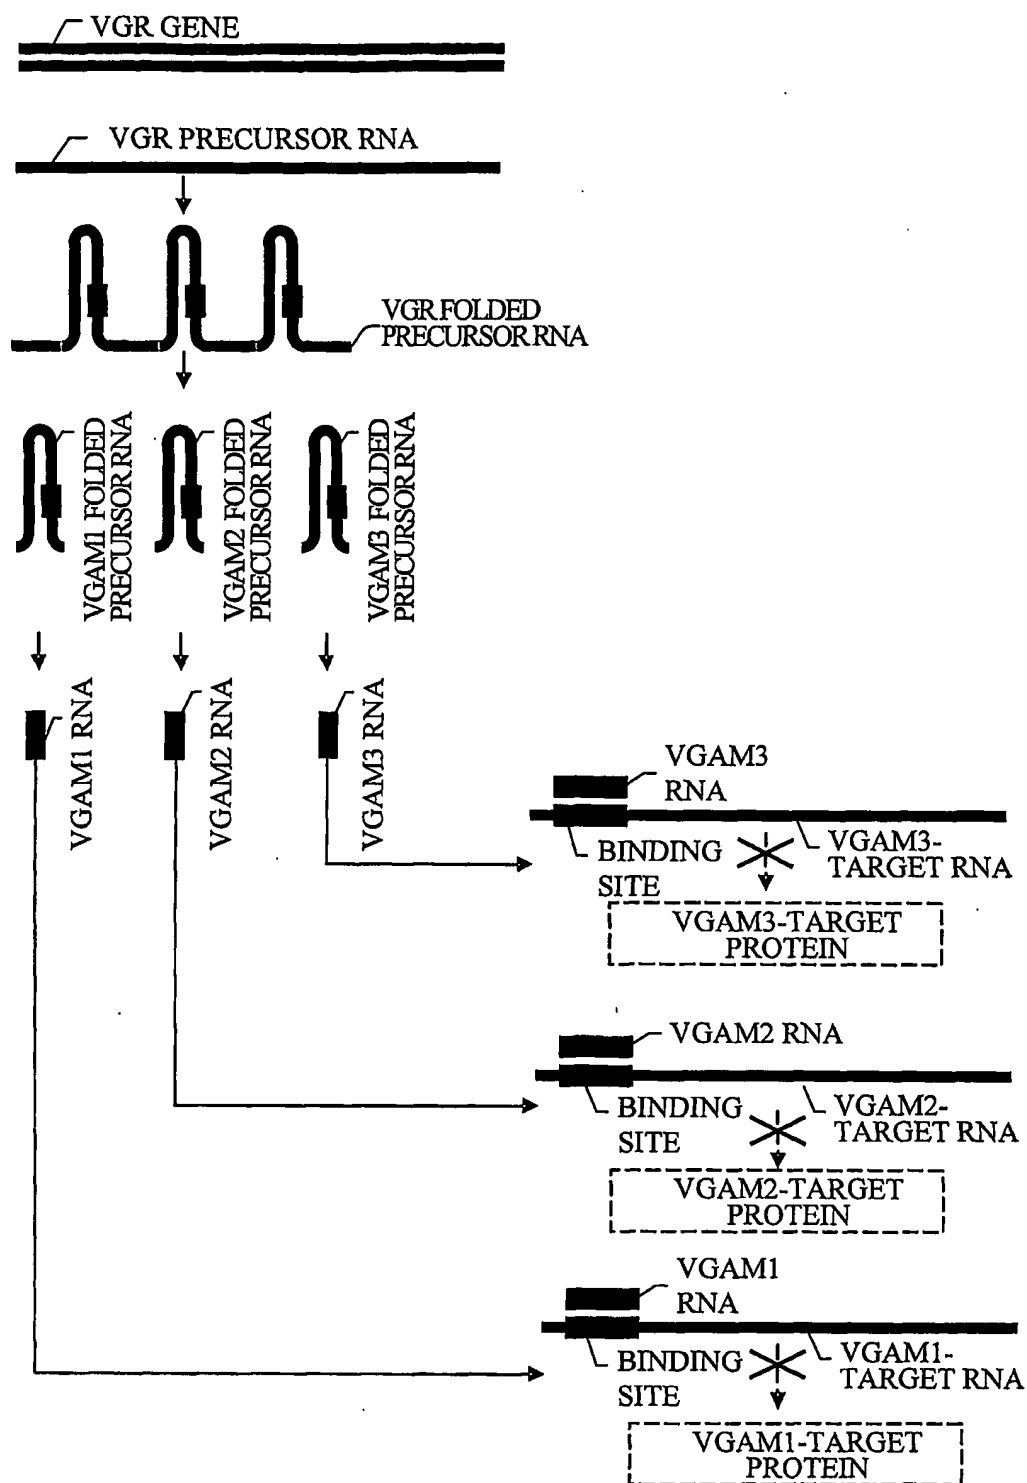 VGR GENE
VGR PRECURSOR RNA
VGR FOLDED
PRECURSOR RNA
VGAM1 FOLDED
PRECURSOR RNA
VGAM2 FOLDED
PRECURSOR RNA
VGAM3 FOLDED
PRECURSOR RNA
VGAM1 RNA
VGAM2 RNA
VGAM3 RNA
VGAM3
RNA
BINDING
SITE
VGAM3-
TARGET RNA
VGAM3-TARGET
PROTEIN
VGAM2 RNA
BINDING
SITE
VGAM2-
TARGET RNA
VGAM2-TARGET
PROTEIN
VGAM1
RNA
BINDING
SITE
VGAM1-
TARGET RNA
VGAM1-TARGET
PROTEIN